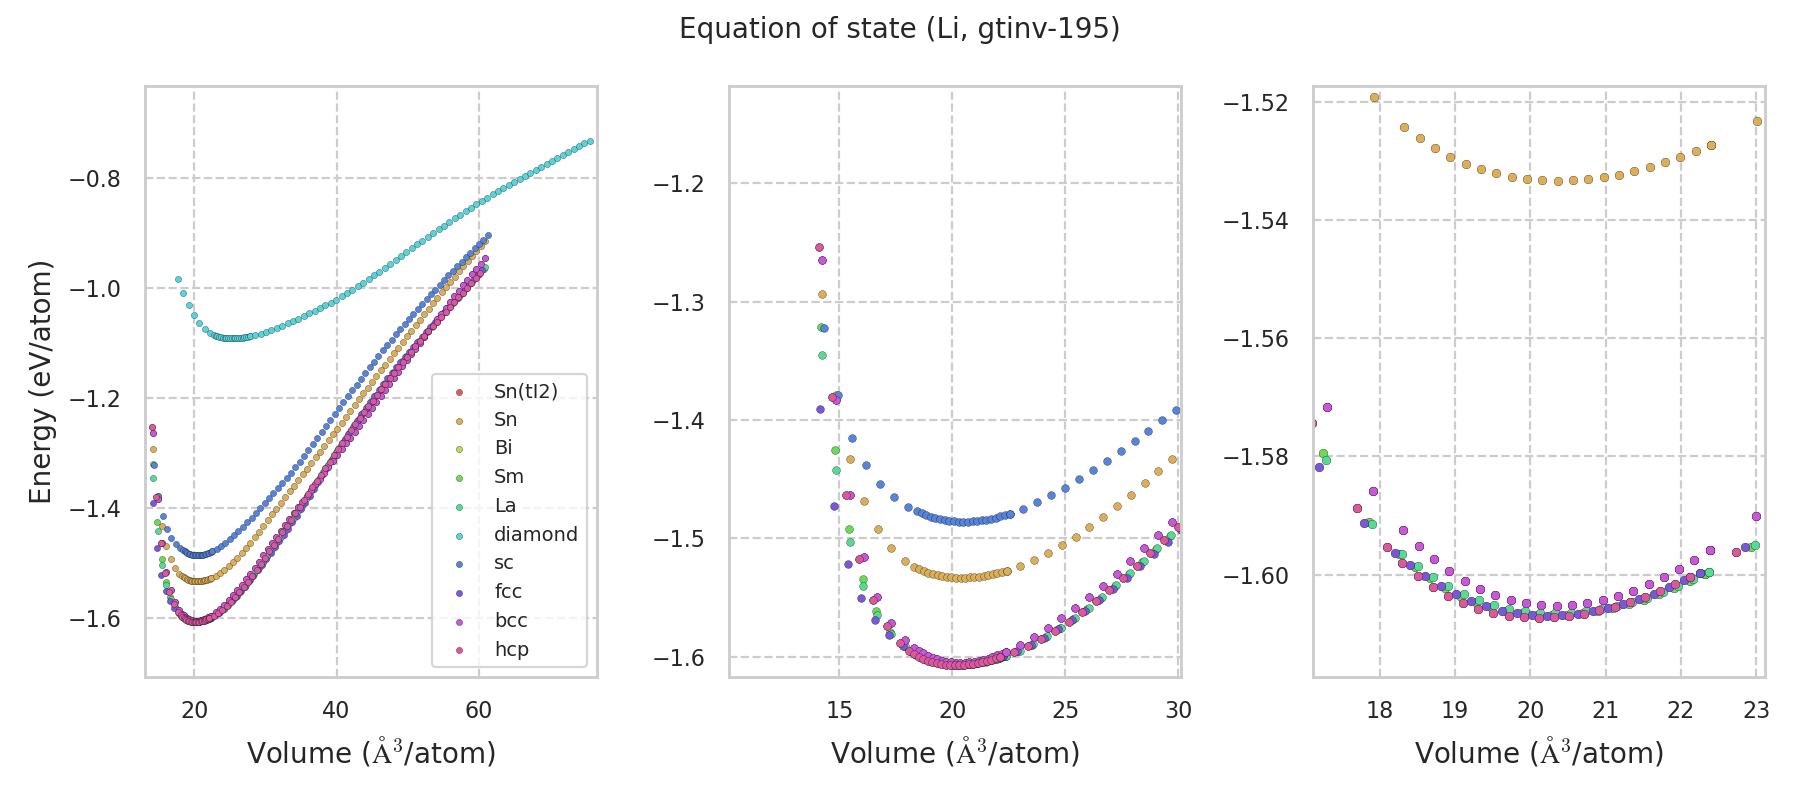 Equation of state (Li, gtinv-195)
Energy (eV/atom)
−0.8
−1.0
−1.2
−1.4
−1.6
20 40 60
Volume (Å³/atom)
Sn(tI2)
Sn
Bi
Sm
La
diamond
sc
fcc
bcc
hcp
−1.2
−1.3
−1.4
−1.5
−1.6
15 20 25 30
Volume (Å³/atom)
−1.52
−1.54
−1.56
−1.58
−1.60
18 19 20 21 22 23
Volume (Å³/atom)